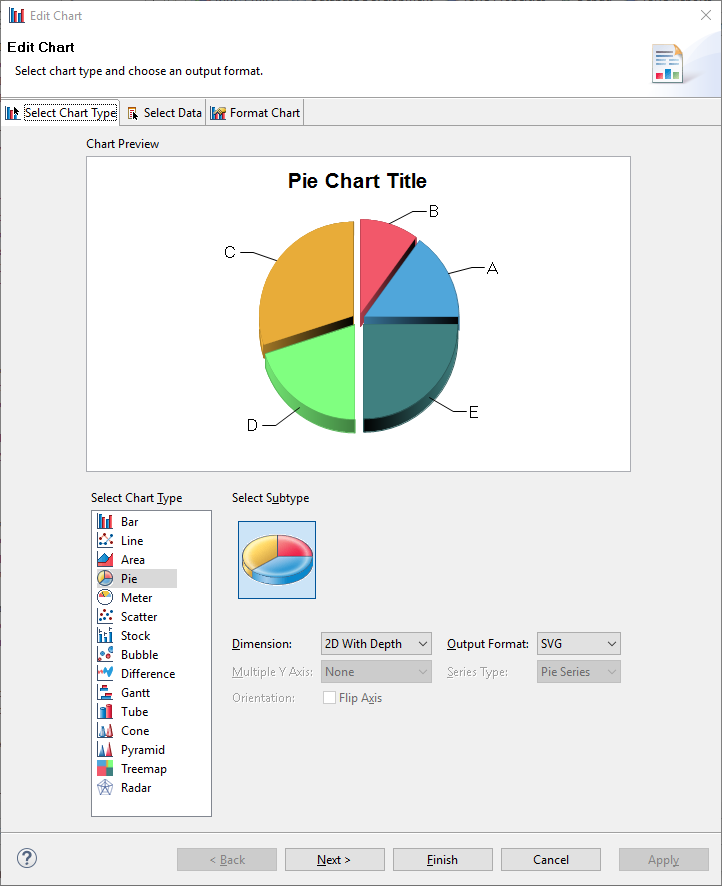 Edit Chart
Edit Chart
Select chart type and choose an output format.
Select Chart Type Select Data Format Chart
Chart Preview
Pie Chart Title
B
C
A
D
E
Select Chart Type
Bar
Line
Area
Pie
Meter
Scatter
Stock
Bubble
Difference
Gantt
Tube
Cone
Pyramid
Treemap
Radar
Select Subtype
Dimension: 2D With Depth Output Format: SVG
Multiple Y Axis: None Series Type: Pie Series
Orientation: Flip Axis
? < Back Next > Finish Cancel Apply